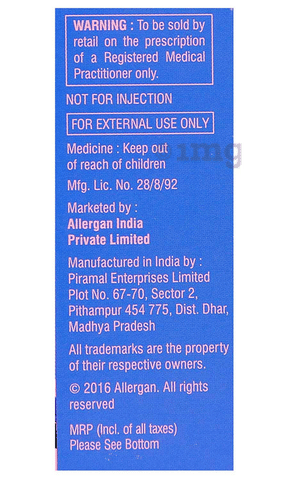 WARNING : To be sold by
retail on the prescription
of a Registered Medical
Practitioner only.
NOT FOR INJECTION
FOR EXTERNAL USE ONLY
Medicine : Keep out
of reach of children
1mg
Mfg. Lic. No. 28/8/92
Marketed by :
Allergan India
Private Limited
Manufactured in India by :
Piramal Enterprises Limited
Plot No. 67-70, Sector 2,
Pithampur 454 775, Dist. Dhar,
Madhya Pradesh
All trademarks are the property
of their respective owners.
© 2016 Allergan. All rights
reserved
MRP (Incl. of all taxes)
Please See Bottom